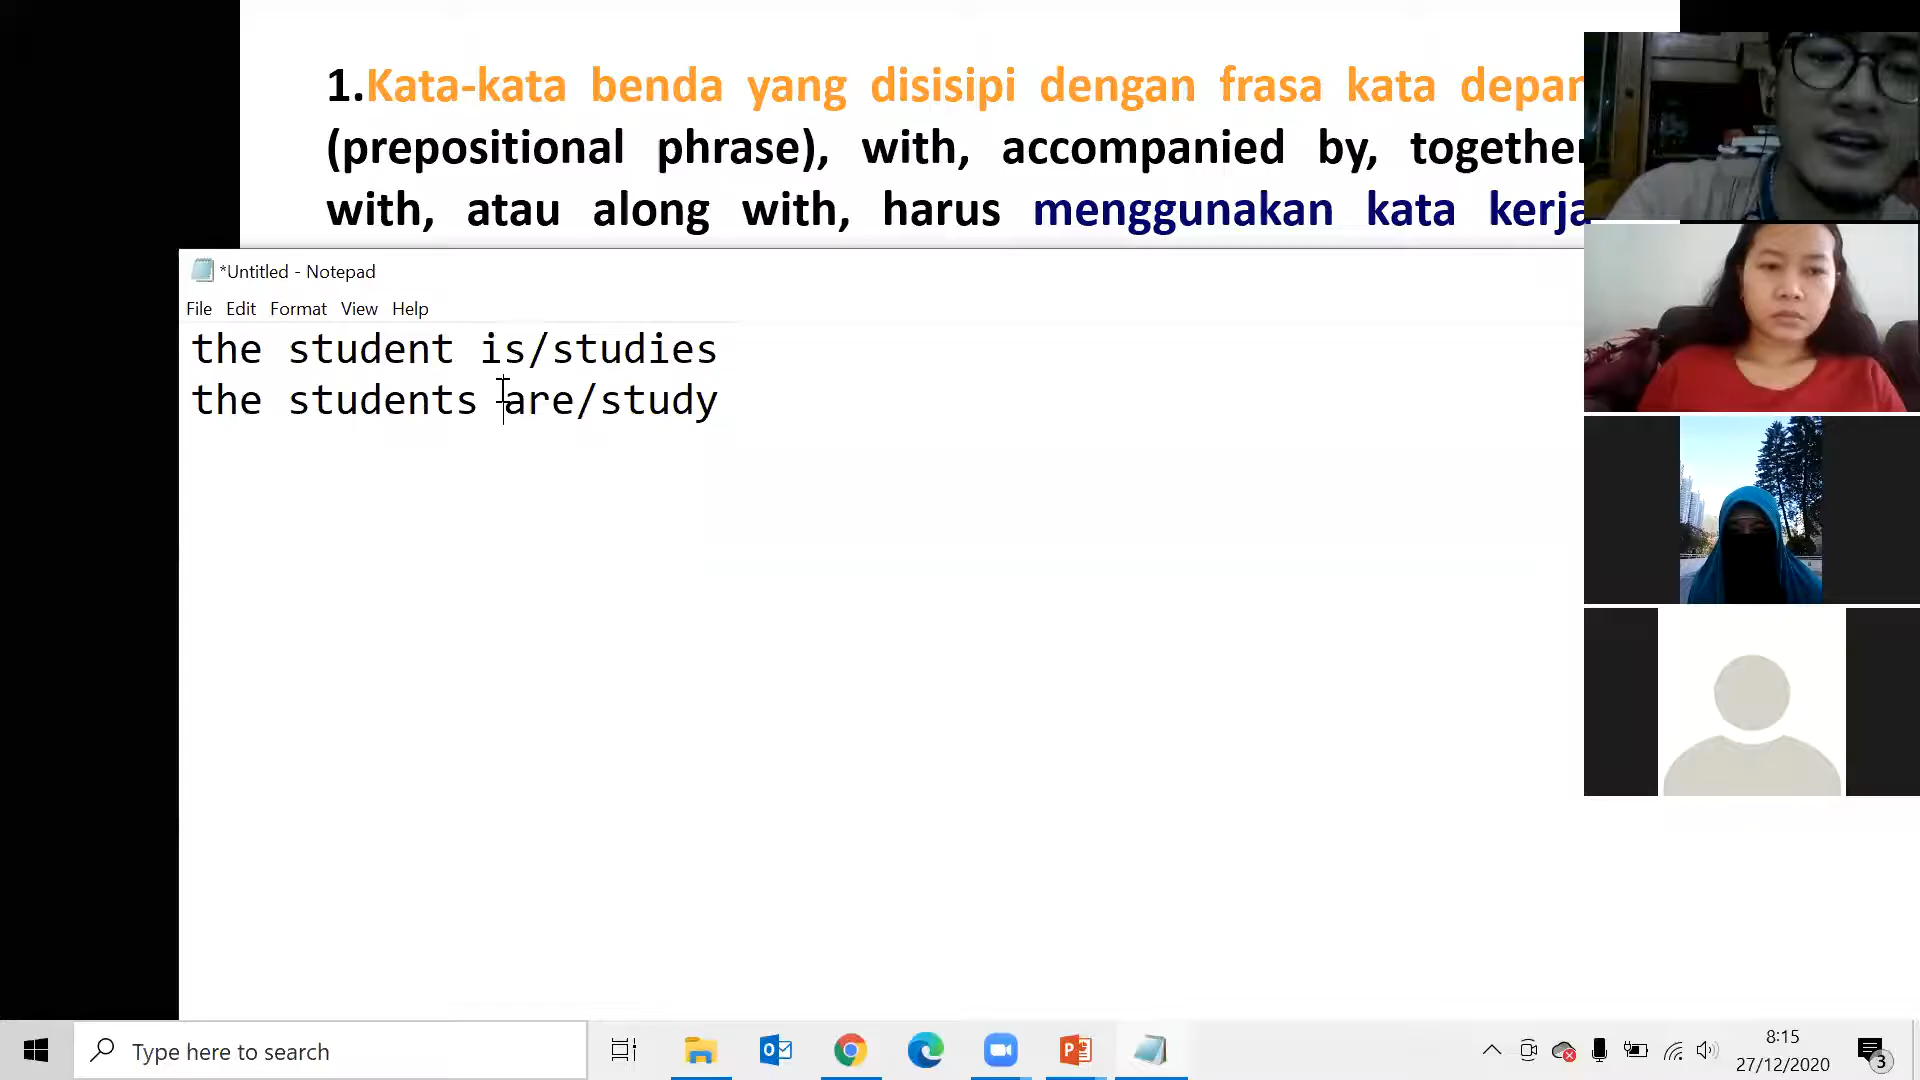 1.Kata-kata benda yang disisipi dengan frasa kata depan
(prepositional phrase), with, accompanied by, together
with, atau along with, harus menggunakan kata kerja
*Untitled - Notepad
File Edit Format View Help
the student is/studies
the students are/study
Type here to search
8:15
27/12/2020
3